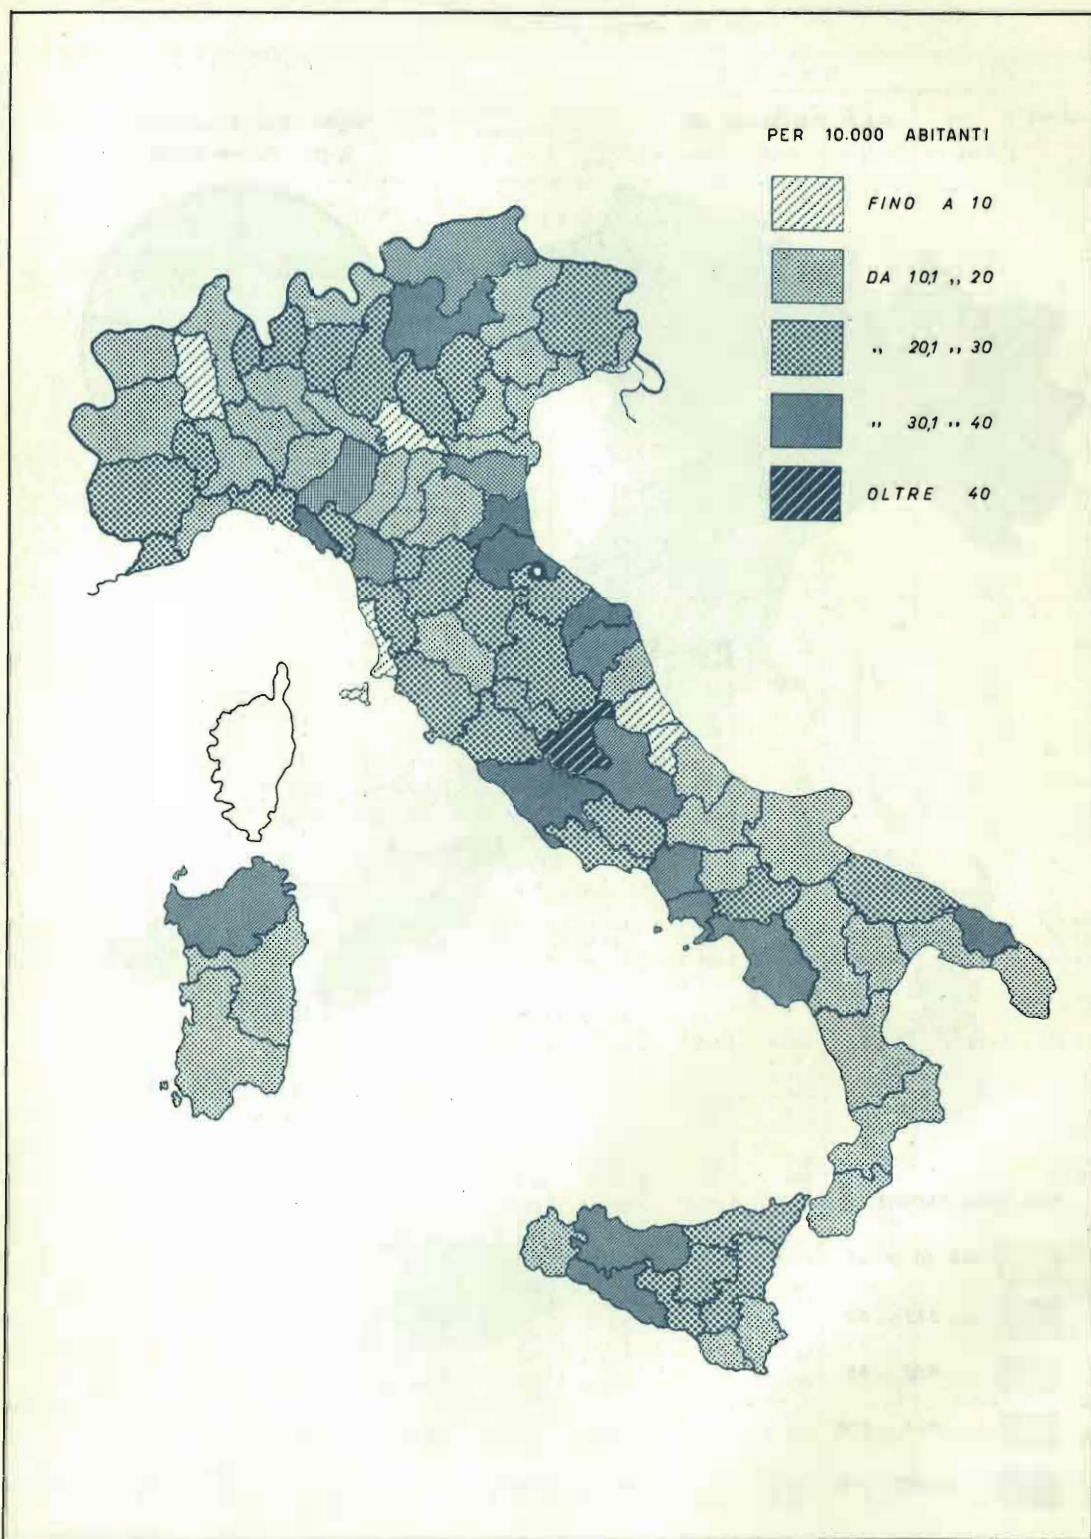 PER 10.000 ABITANTI
FINO A 10
DA 10,1 ,, 20
,, 20,1 ,, 30
,, 30,1 ,, 40
OLTRE 40